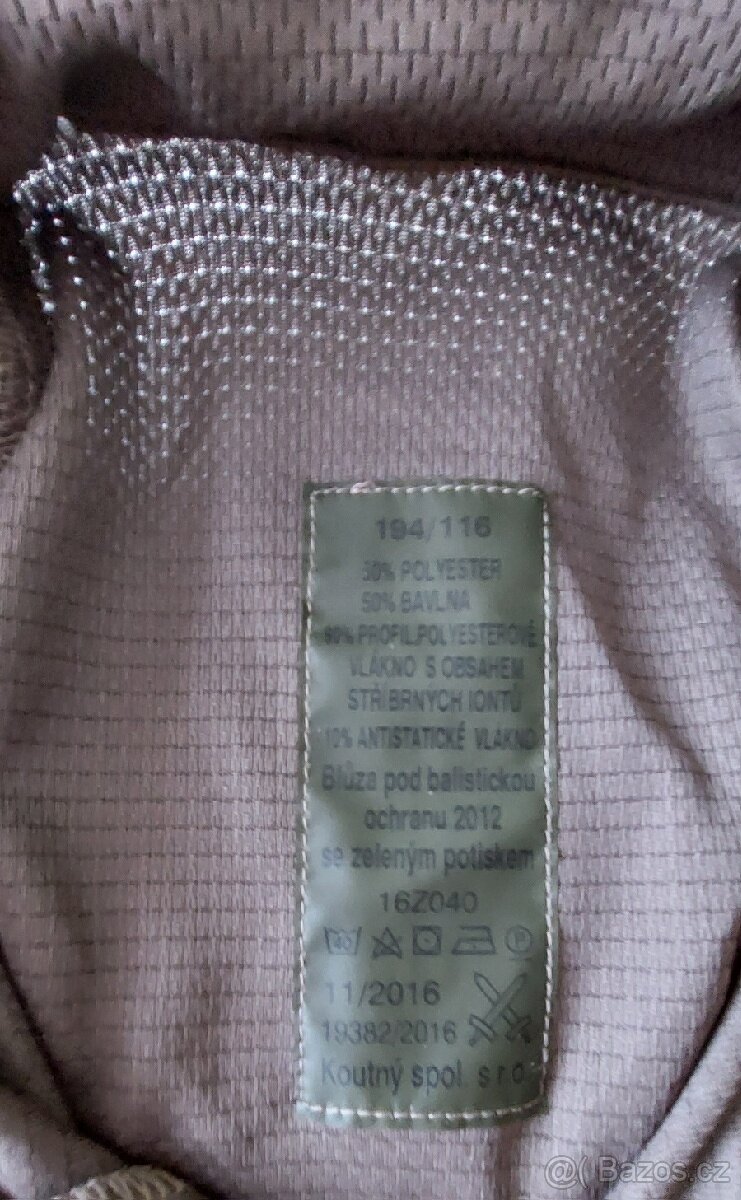 194/116
50% POLYESTER
50% BAVLNA
90% PROFIL.POLYESTEROVÉ
VLÁKNO S OBSAHEM
STŘÍBRNÝCH IONTŮ
10% ANTISTATICKÉ VLÁKNO
Blůza pod balistickou
ochranu 2012
se zeleným potiskem
16Z040
40 P
11/2016
19382/2016
Koutný spol. s r o
@( Bazos.cz